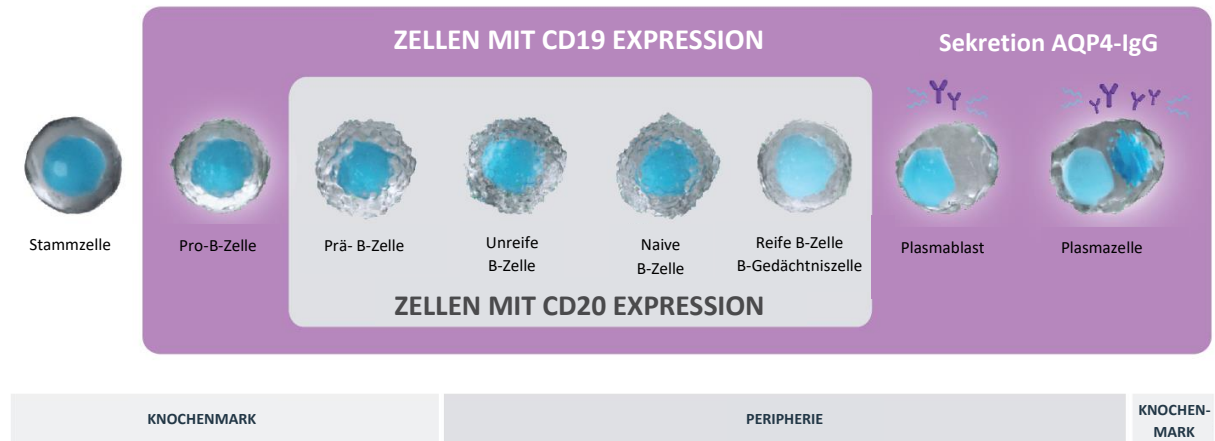 ZELLEN MIT CD19 EXPRESSION
Sekretion AQP4-IgG
Stammzelle
Pro-B-Zelle
Prä- B-Zelle
Unreife
B-Zelle
Naive
B-Zelle
Reife B-Zelle
B-Gedächtniszelle
Plasmablast
Plasmazelle
ZELLEN MIT CD20 EXPRESSION
KNOCHENMARK
PERIPHERIE
KNOCHEN-
MARK